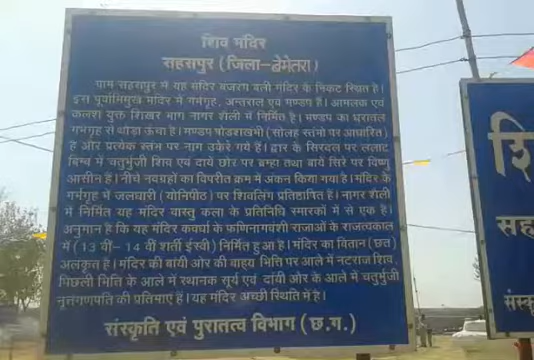 शिव मंदिर
सहसपुर (जिला-बेमेतरा)
ग्राम सहसपुर में यह मंदिर बजरंग बली मंदिर के निकट स्थित है।
इस पूर्वाभिमुख मंदिर में गर्भगृह, अन्तराल एवं मण्डप हैं। आमलक एवं
कलश युक्त शिखर भाग नागर शैली में निर्मित है। मण्डप का धरातल
गर्भगृह से थोड़ा ऊंचा है। मण्डप षोडशखंभी (सोलह स्तंभो पर आधारित)
है और प्रत्येक स्तंभ पर नाग उकेरे गये हैं। द्वार के सिरदल पर ललाट
बिम्ब में चतुर्भुजी शिव एवं दायें छोर पर ब्रम्हा तथा बायें सिरे पर विष्णु
आसीन हैं। नीचे नवग्रहों का विपरीत क्रम में अंकन किया गया है। मंदिर के
गर्भगृह में जलधारी (योनिपीठ) पर शिवलिंग प्रतिष्ठापित है। नागर शैली
में निर्मित यह मंदिर वास्तु कला के प्रतिनिधि स्मारकों में से एक है।
अनुमान है कि यह मंदिर कवर्धा के फणिनागवंशी राजाओं के राजत्वकाल
में (13 वीं- 14 वीं शर्ती ईस्वी) निर्मित हुआ है। मंदिर का वितान (छत)
अलंकृत है। मंदिर की बांयी ओर की बाहय भित्ति पर आले में नटराज शिव,
पिछली भित्ति के आले में स्थानक सूर्य एवं दांयी ओर के आले में चतुर्भुजी
नृत्तगणपति की प्रतिमाएं हैं। यह मंदिर अच्छी स्थिति में है।
संस्कृति एवं पुरातत्व विभाग (छ.ग.)
शि
सह
संस्कृ